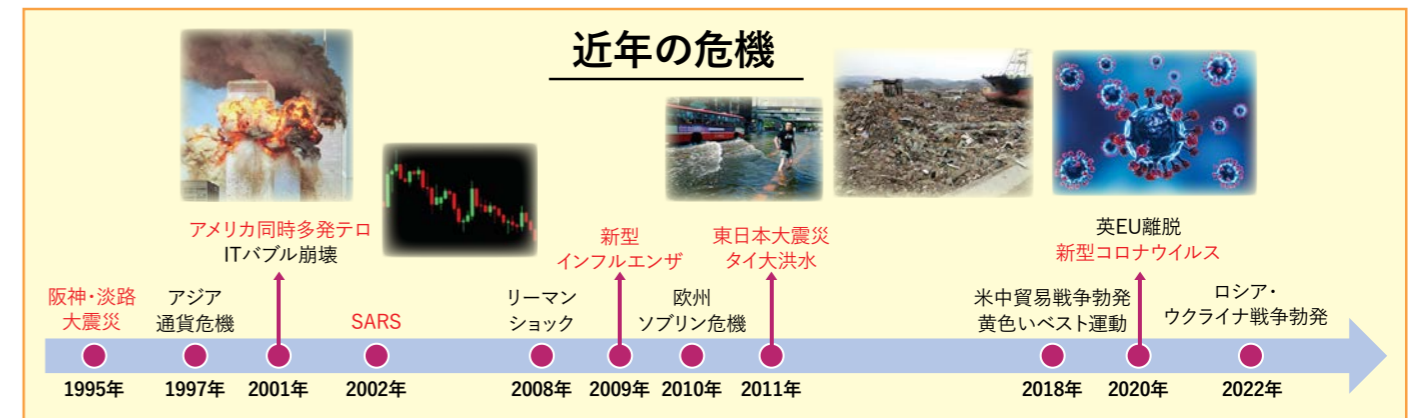 近年の危機
阪神・淡路
大震災
1995年
アジア
通貨危機
1997年
アメリカ同時多発テロ
ITバブル崩壊
2001年
SARS
2002年
リーマン
ショック
2008年
新型
インフルエンザ
2009年
欧州
ソブリン危機
2010年
東日本大震災
タイ大洪水
2011年
米中貿易戦争勃発
黄色いベスト運動
2018年
英EU離脱
新型コロナウイルス
2020年
ロシア・
ウクライナ戦争勃発
2022年